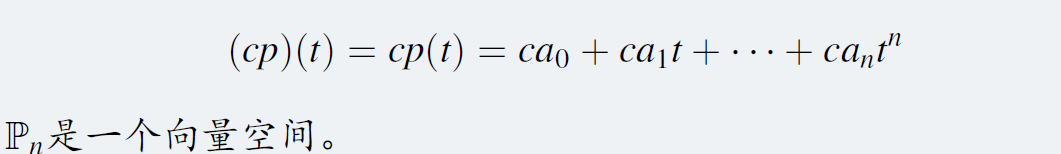 (cp)(t) = cp(t) = ca₀ + ca₁t + ··· + caₙtⁿ
ℙₙ是一个向量空间。